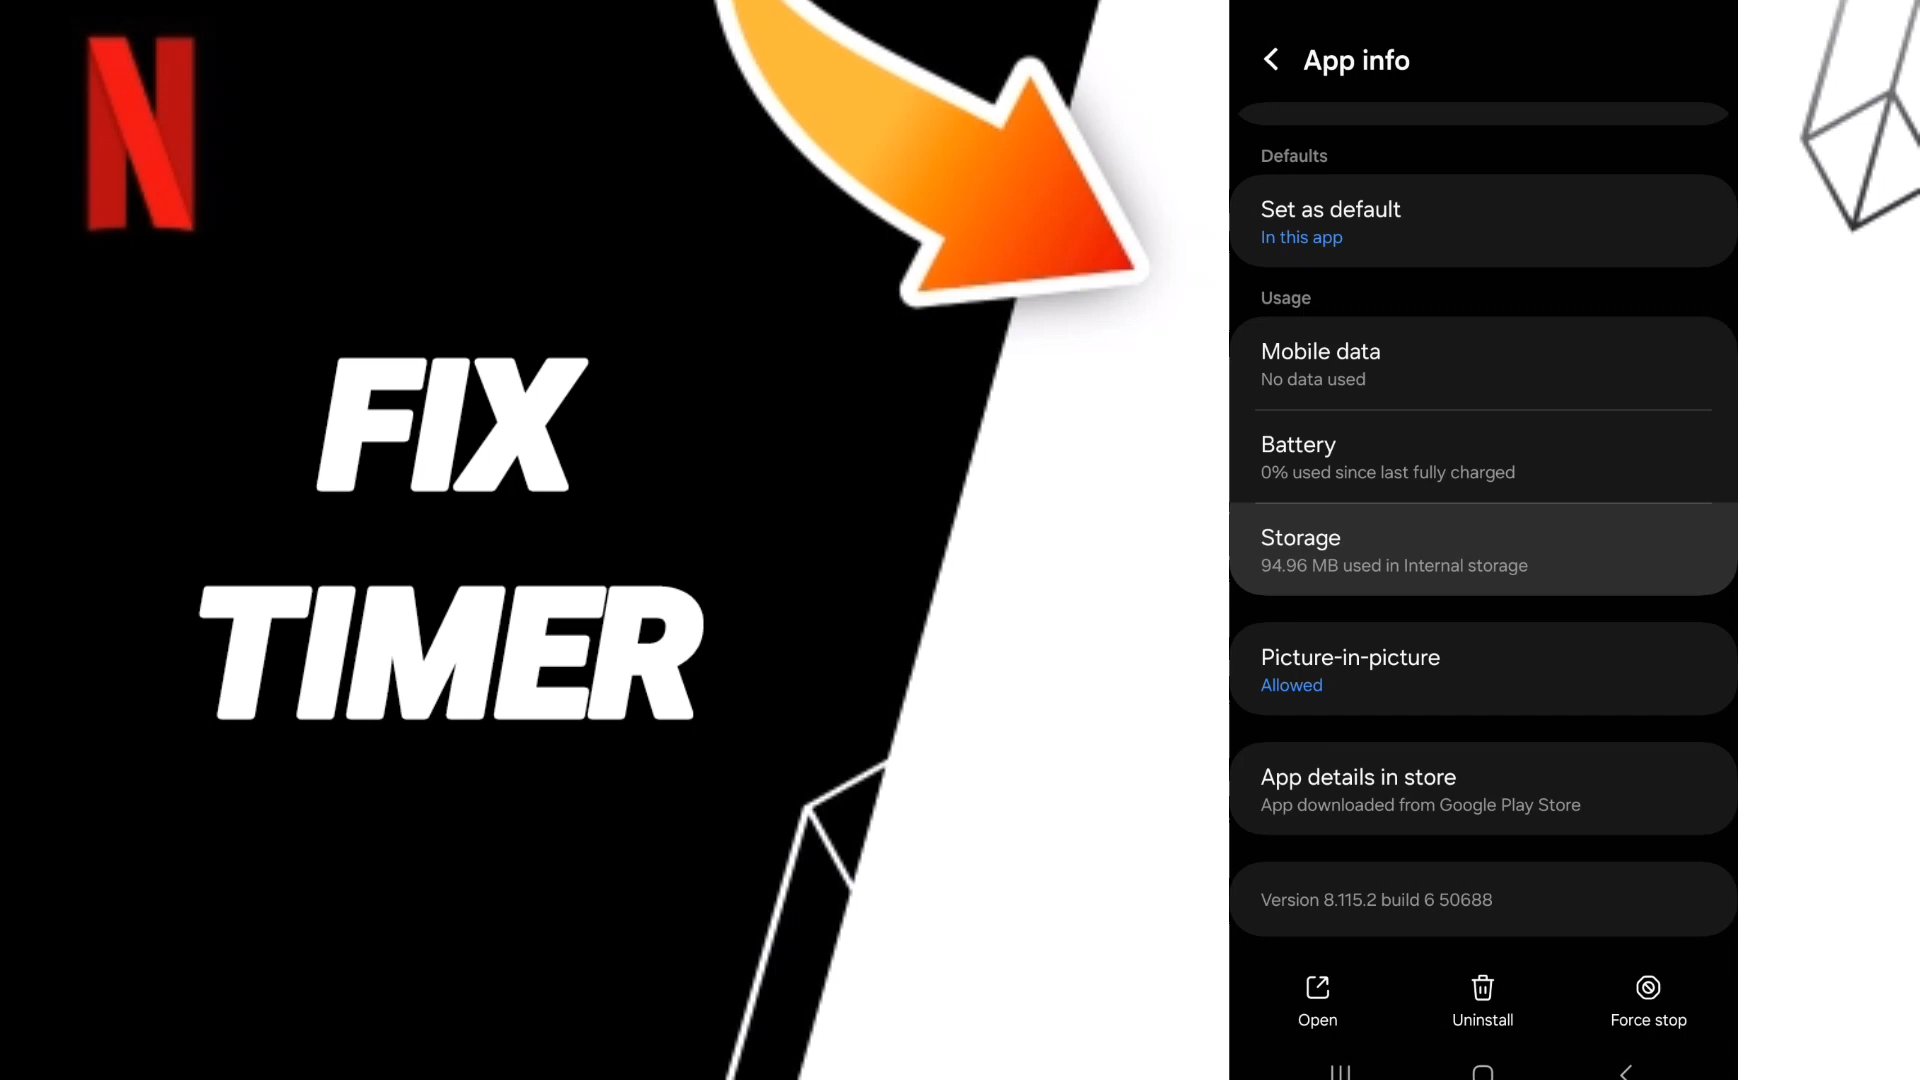 N
FIX
TIMER
App info
Defaults
Set as default
In this app
Usage
Mobile data
No data used
Battery
0% used since last fully charged
Storage
94.96 MB used in Internal storage
Picture-in-picture
Allowed
App details in store
App downloaded from Google Play Store
Version 8.115.2 build 6 50688
Open
Uninstall
Force stop